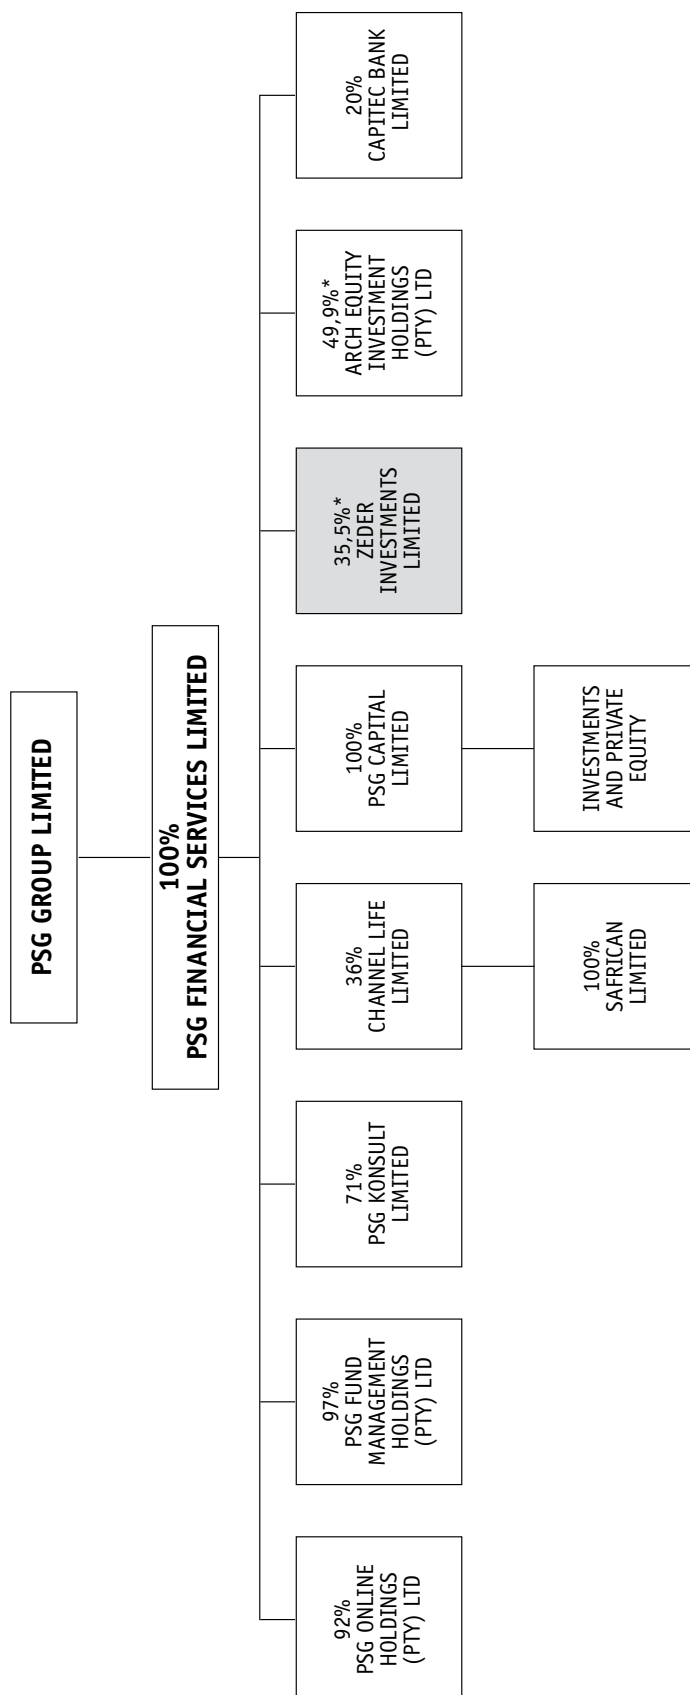 PSG GROUP LIMITED
100%
PSG FINANCIAL SERVICES LIMITED
92%
PSG ONLINE
HOLDINGS
(PTY) LTD
97%
PSG FUND
MANAGEMENT
HOLDINGS
(PTY) LTD
71%
PSG KONSULT
LIMITED
36%
CHANNEL LIFE
LIMITED
100%
PSG CAPITAL
LIMITED
35,5%*
ZEDER
INVESTMENTS
LIMITED
49,9%*
ARCH EQUITY
INVESTMENT
HOLDINGS
(PTY) LTD
20%
CAPITEC BANK
LIMITED
100%
SAFRICAN
LIMITED
INVESTMENTS
AND PRIVATE
EQUITY